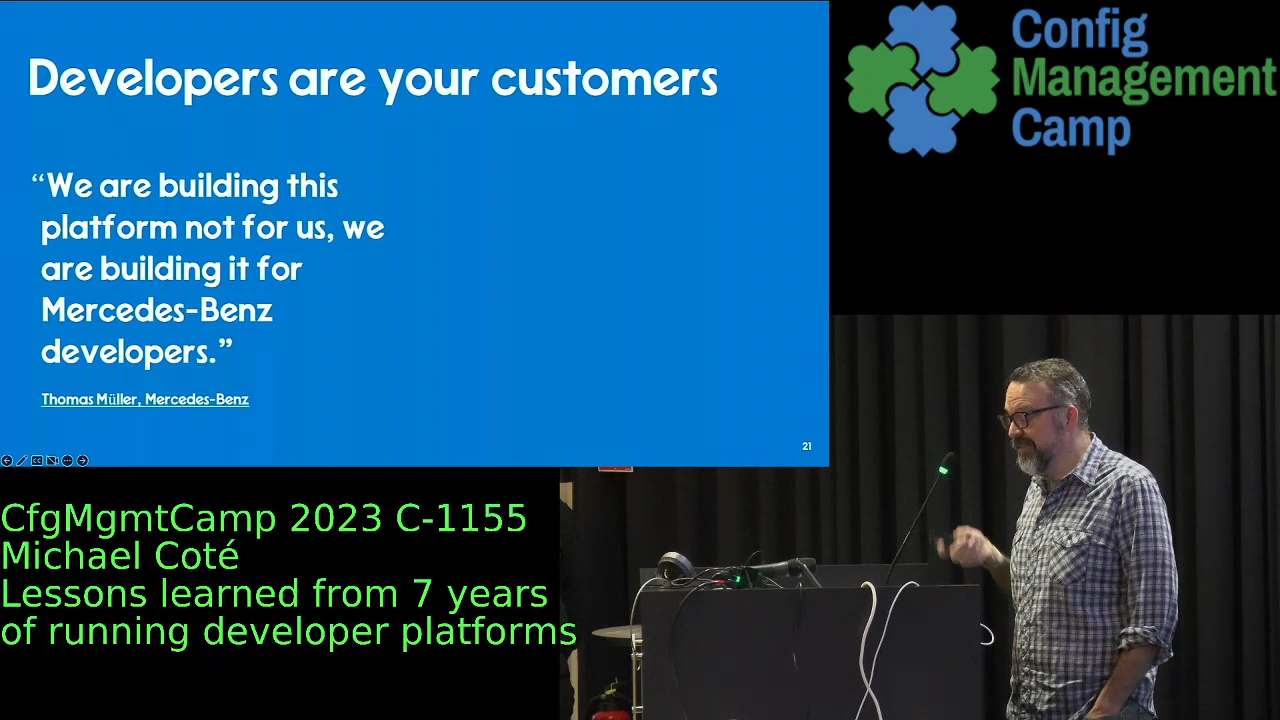 Developers are your customers
“We are building this
platform not for us, we
are building it for
Mercedes-Benz
developers.”
Thomas Müller, Mercedes-Benz
21
Config
Management
Camp
CfgMgmtCamp 2023 C-1155
Michael Coté
Lessons learned from 7 years
of running developer platforms